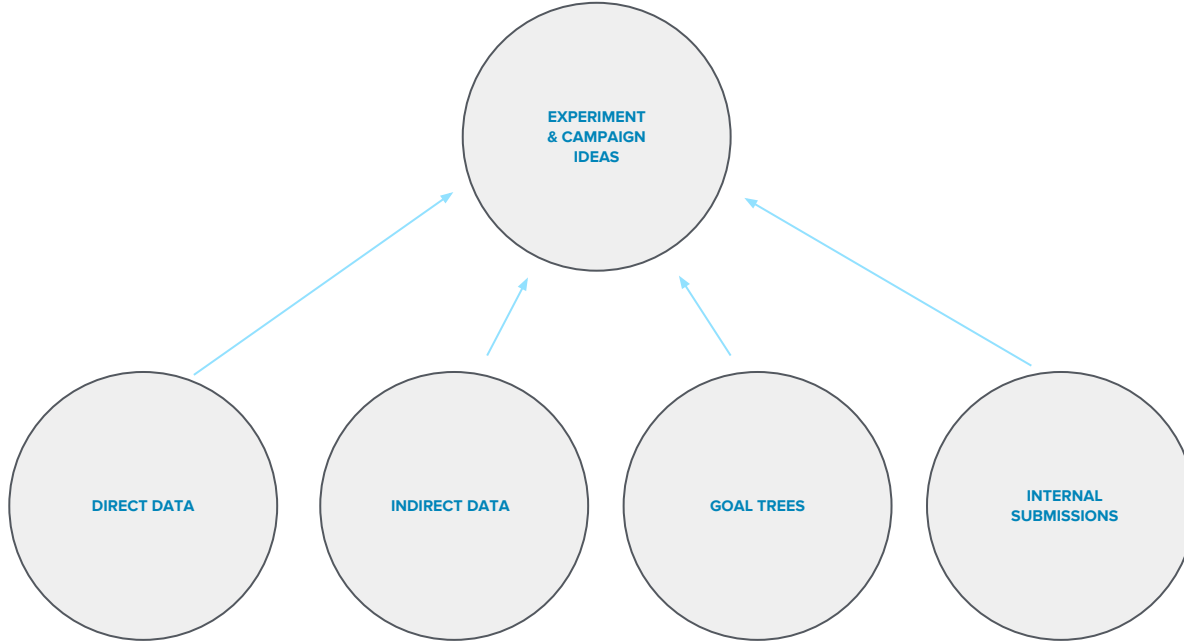 EXPERIMENT
& CAMPAIGN
IDEAS
DIRECT DATA
INDIRECT DATA
GOAL TREES
INTERNAL
SUBMISSIONS